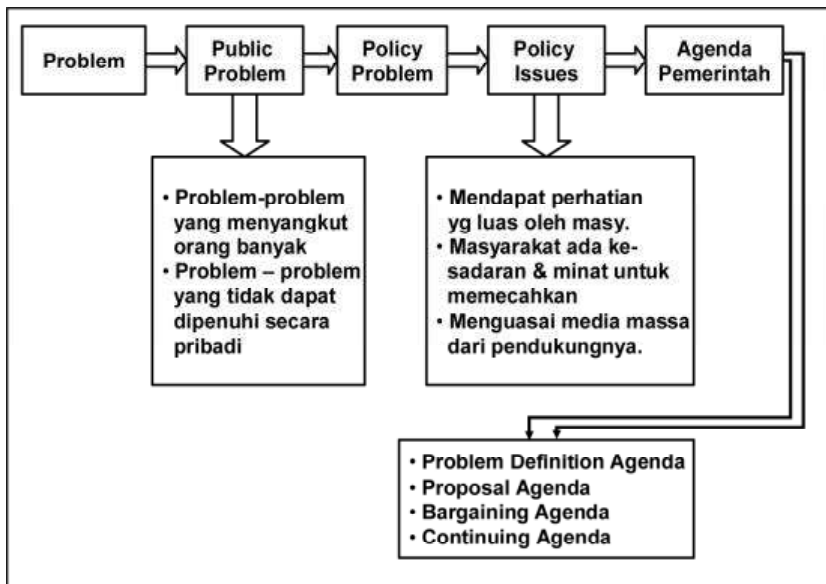 Problem
Public
Problem
Policy
Problem
Policy
Issues
Agenda
Pemerintah
• Problem-problem
yang menyangkut
orang banyak
• Problem – problem
yang tidak dapat
dipenuhi secara
pribadi
• Mendapat perhatian
yg luas oleh masy.
• Masyarakat ada ke-
sadaran & minat untuk
memecahkan
• Menguasai media massa
dari pendukungnya.
• Problem Definition Agenda
• Proposal Agenda
• Bargaining Agenda
• Continuing Agenda